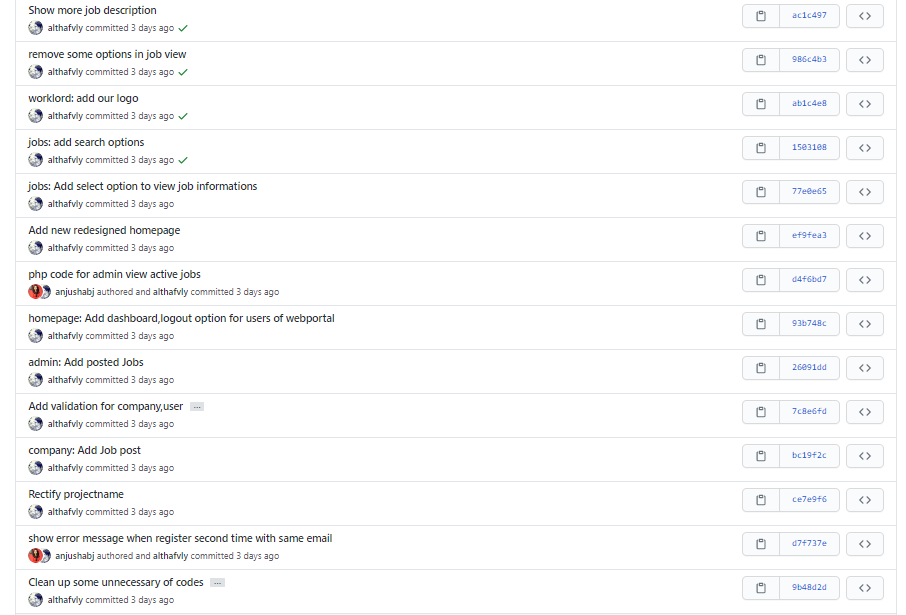 Show more job description
althafvly committed 3 days ago
ac1c497
remove some options in job view
althafvly committed 3 days ago
986c4b3
worklord: add our logo
althafvly committed 3 days ago
ab1c4e8
jobs: add search options
althafvly committed 3 days ago
1503108
jobs: Add select option to view job informations
althafvly committed 3 days ago
77e0e65
Add new redesigned homepage
althafvly committed 3 days ago
ef9fea3
php code for admin view active jobs
anjushabj authored and althafvly committed 3 days ago
d4f6bd7
homepage: Add dashboard,logout option for users of webportal
althafvly committed 3 days ago
93b748c
admin: Add posted Jobs
althafvly committed 3 days ago
26091dd
Add validation for company,user ...
althafvly committed 3 days ago
7c8e6fd
company: Add Job post
althafvly committed 3 days ago
bc19f2c
Rectify projectname
althafvly committed 3 days ago
ce7e9f6
show error message when register second time with same email
anjushabj authored and althafvly committed 3 days ago
d7f737e
Clean up some unnecessary of codes ...
althafvly committed 3 days ago
9b48d2d